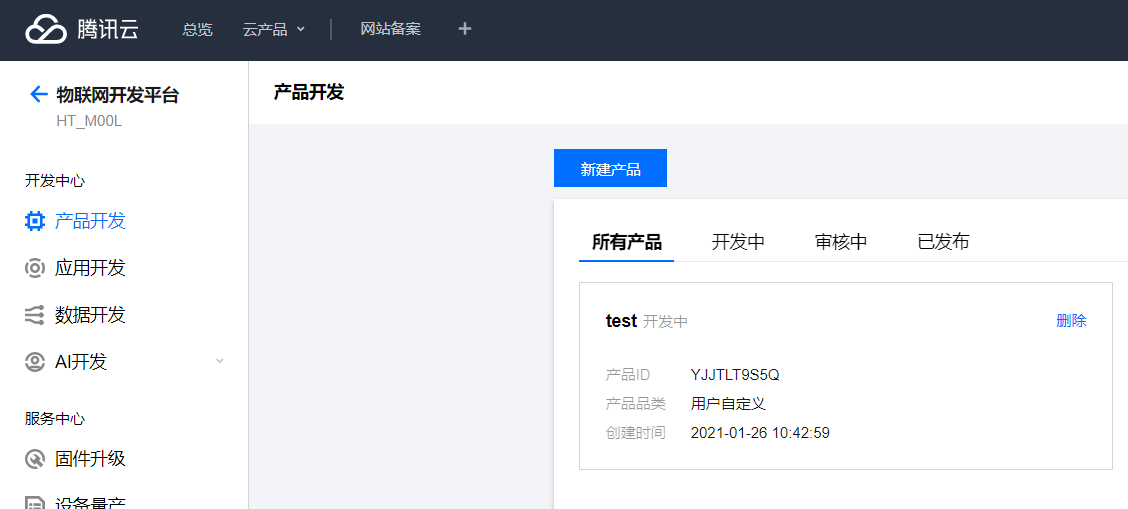 腾讯云 总览 云产品 网站备案
物联网开发平台
HT_M00L
开发中心
产品开发
应用开发
数据开发
AI开发
服务中心
固件升级
设备量产
产品开发
新建产品
所有产品 开发中 审核中 已发布
test 开发中 删除
产品ID YJJTLT9S5Q
产品品类 用户自定义
创建时间 2021-01-26 10:42:59